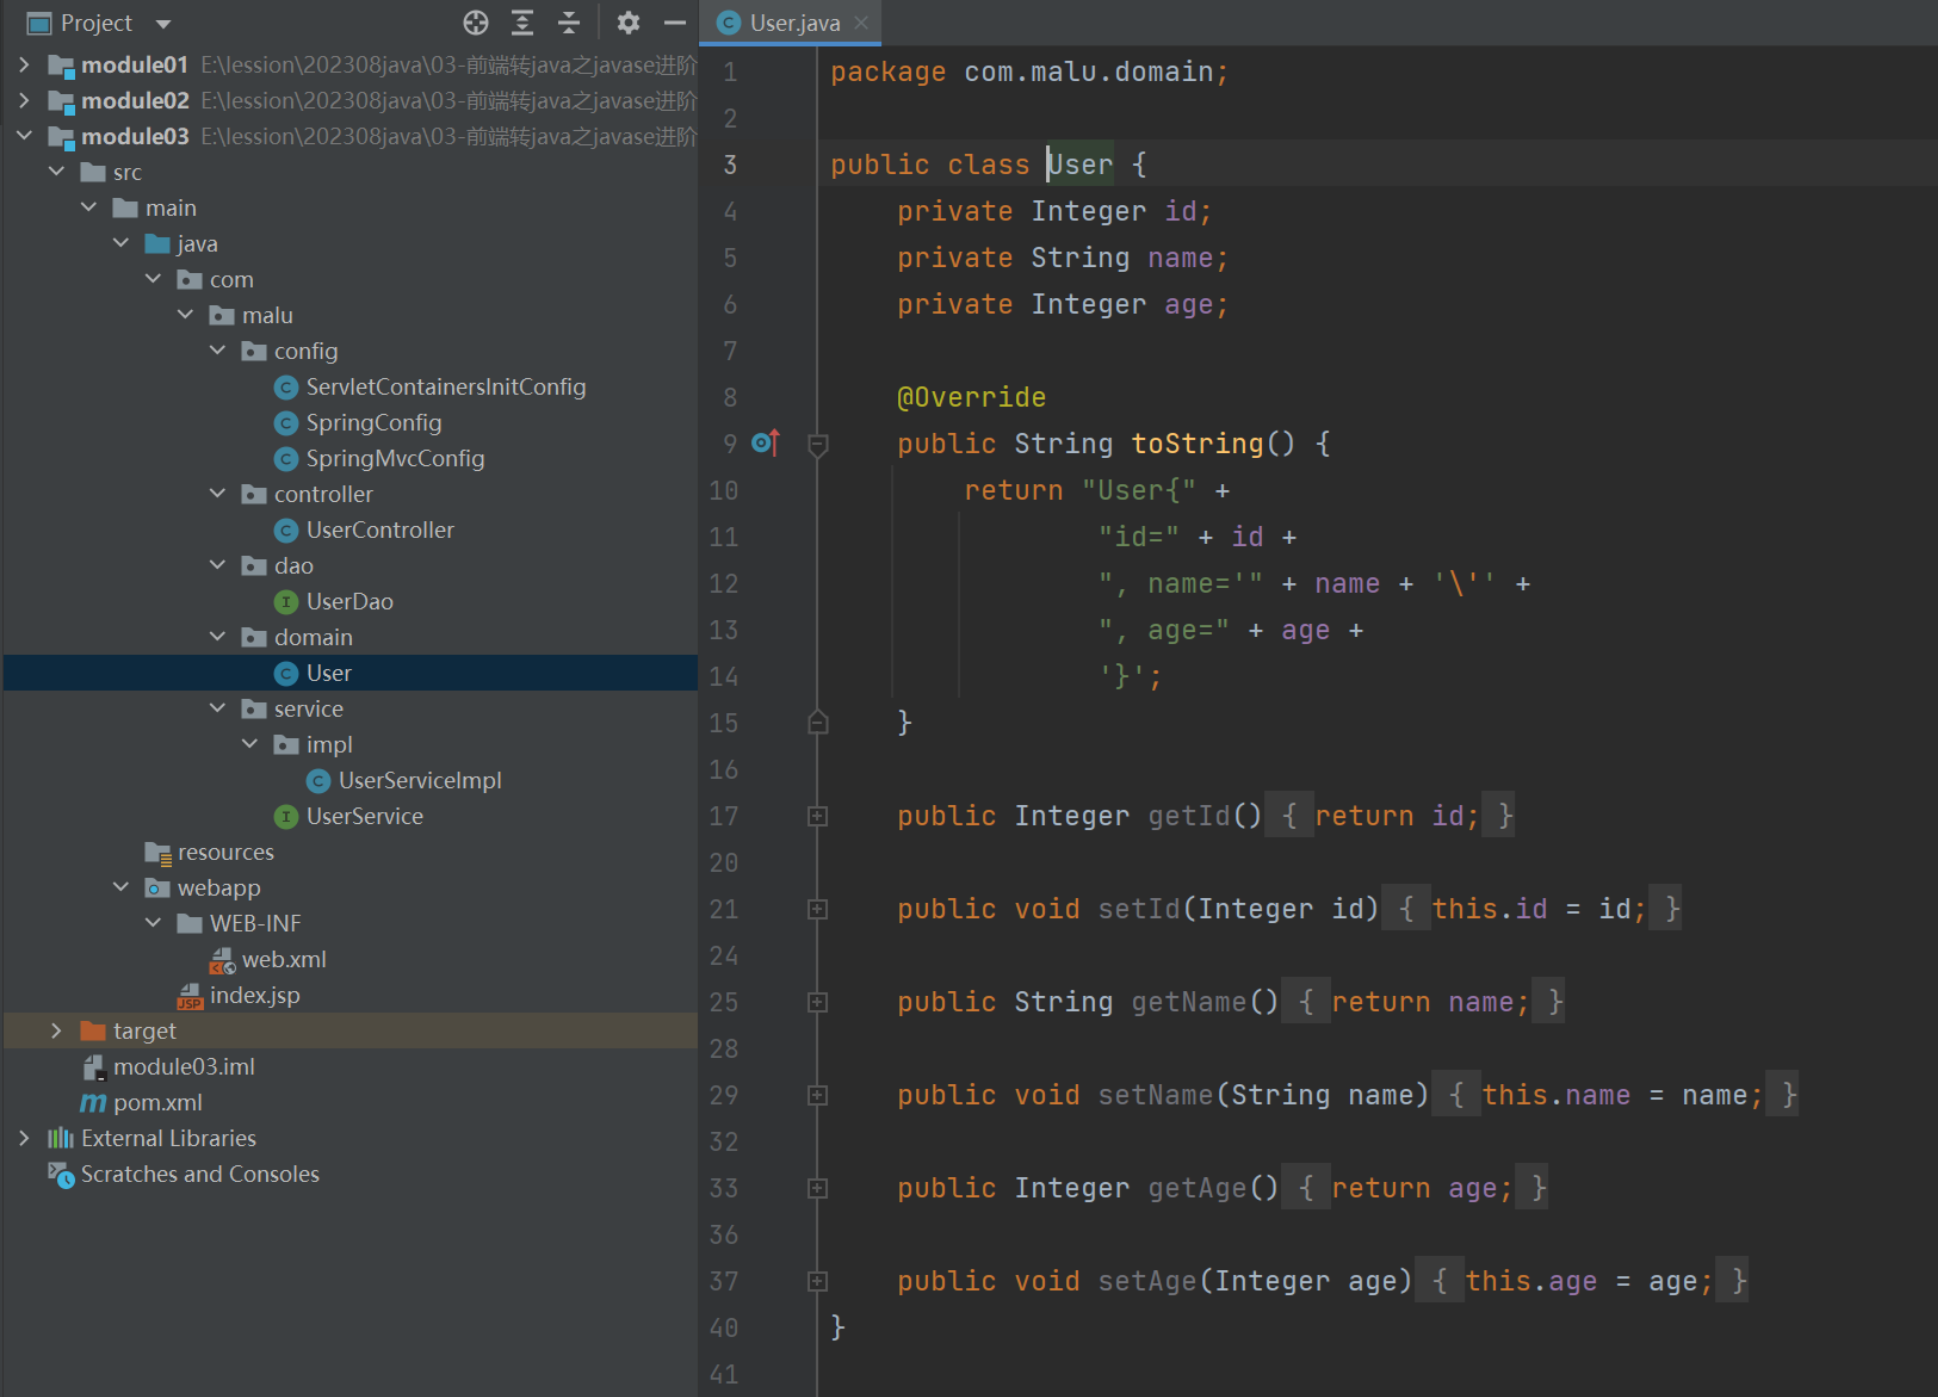 Project
module01 E:\lession\202308java\03-前端转java之javase进阶
module02 E:\lession\202308java\03-前端转java之javase进阶
module03 E:\lession\202308java\03-前端转java之javase进阶
src
main
java
com
malu
config
ServletContainersInitConfig
SpringConfig
SpringMvcConfig
controller
UserController
dao
UserDao
domain
User
service
impl
UserServiceImpl
UserService
resources
webapp
WEB-INF
web.xml
index.jsp
target
module03.iml
pom.xml
External Libraries
Scratches and Consoles
User.java
1 package com.malu.domain;
2
3 public class User {
4 private Integer id;
5 private String name;
6 private Integer age;
7
8 @Override
9 public String toString() {
10 return "User{" +
11 "id=" + id +
12 ", name='" + name + '\'' +
13 ", age=" + age +
14 '}';
15 }
16
17 public Integer getId() { return id; }
20
21 public void setId(Integer id) { this.id = id; }
24
25 public String getName() { return name; }
28
29 public void setName(String name) { this.name = name; }
32
33 public Integer getAge() { return age; }
36
37 public void setAge(Integer age) { this.age = age; }
40 }
41